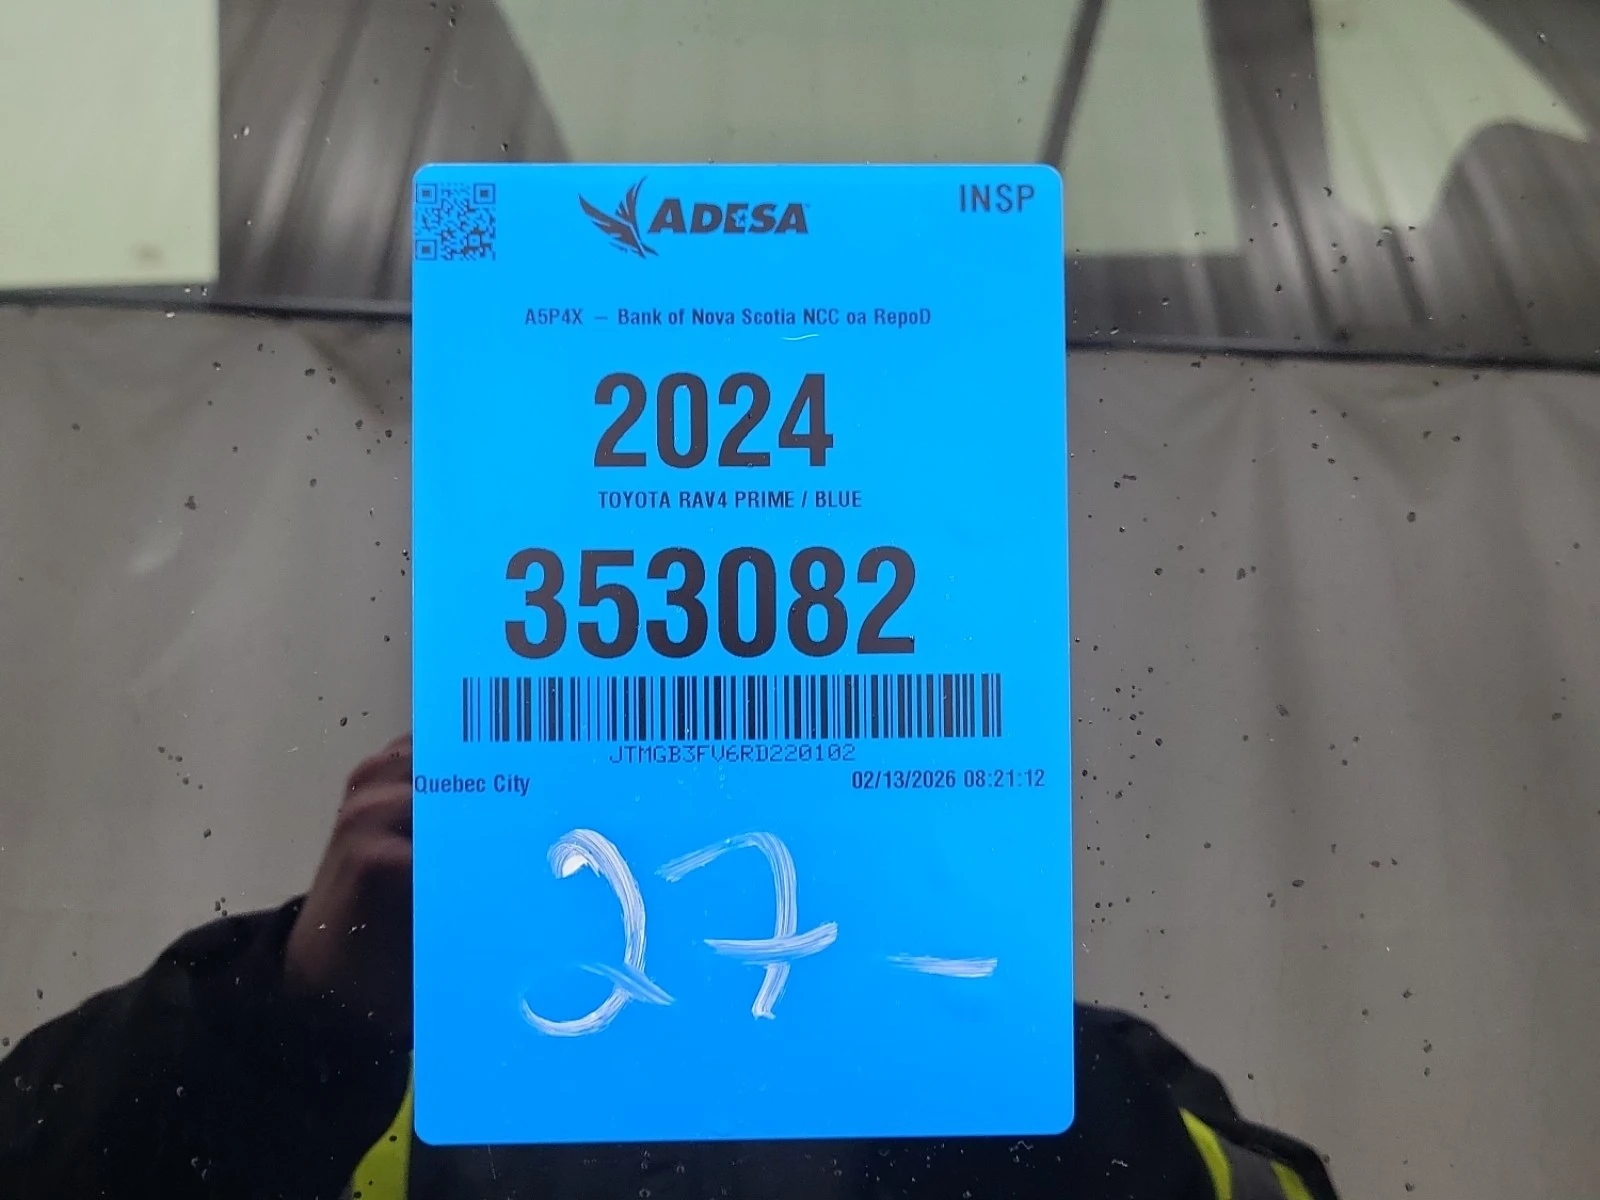 ADESA
INSP
A5P4X – Bank of Nova Scotia NCC oa RepoD
2024
TOYOTA RAV4 PRIME / BLUE
353082
JTMGB3FV6RD220102
Quebec City 02/13/2026 08:21:12
27-